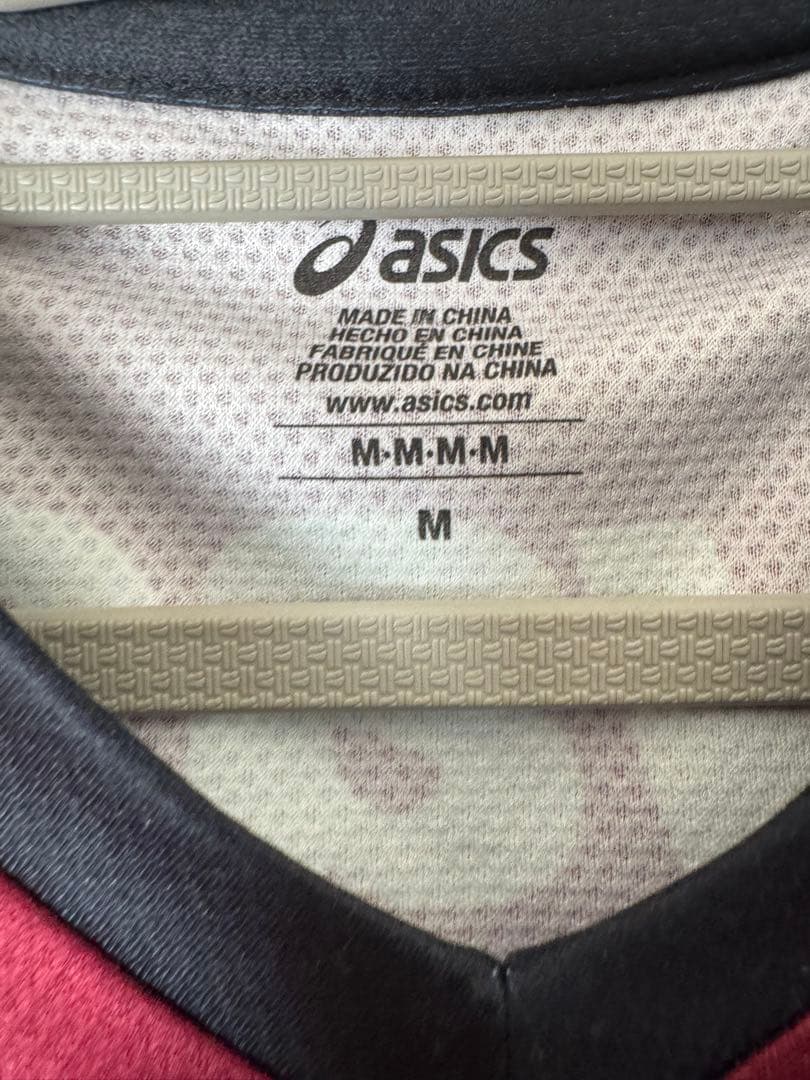 asics
MADE IN CHINA
HECHO EN CHINA
FABRIQUÉ EN CHINE
PRODUZIDO NA CHINA
www.asics.com
M·M·M·M
M